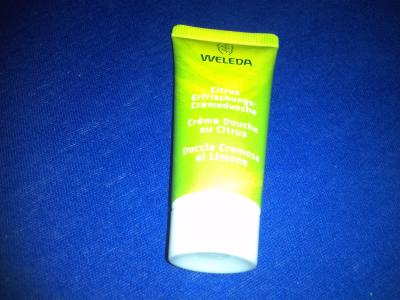 WELEDA
Citrus
Erfrischungs-
Cremedusche
Crème-Douche
au Citrus
Doccia Cremosa
al Limone